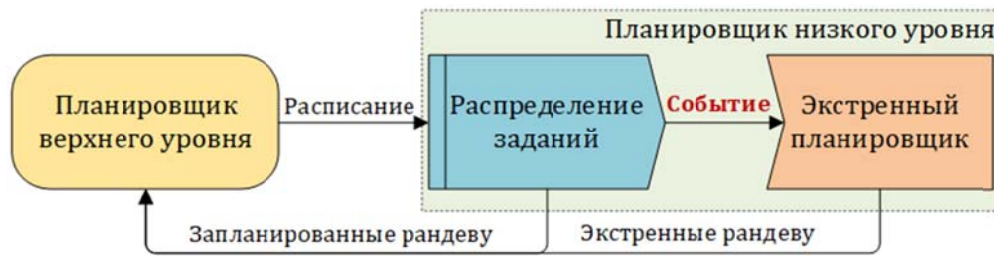 Планировщик низкого уровня
Планировщик
верхнего уровня
Расписание
Распределение
заданий
Событие
Экстренный
планировщик
Запланированные рандеву
Экстренные рандеву